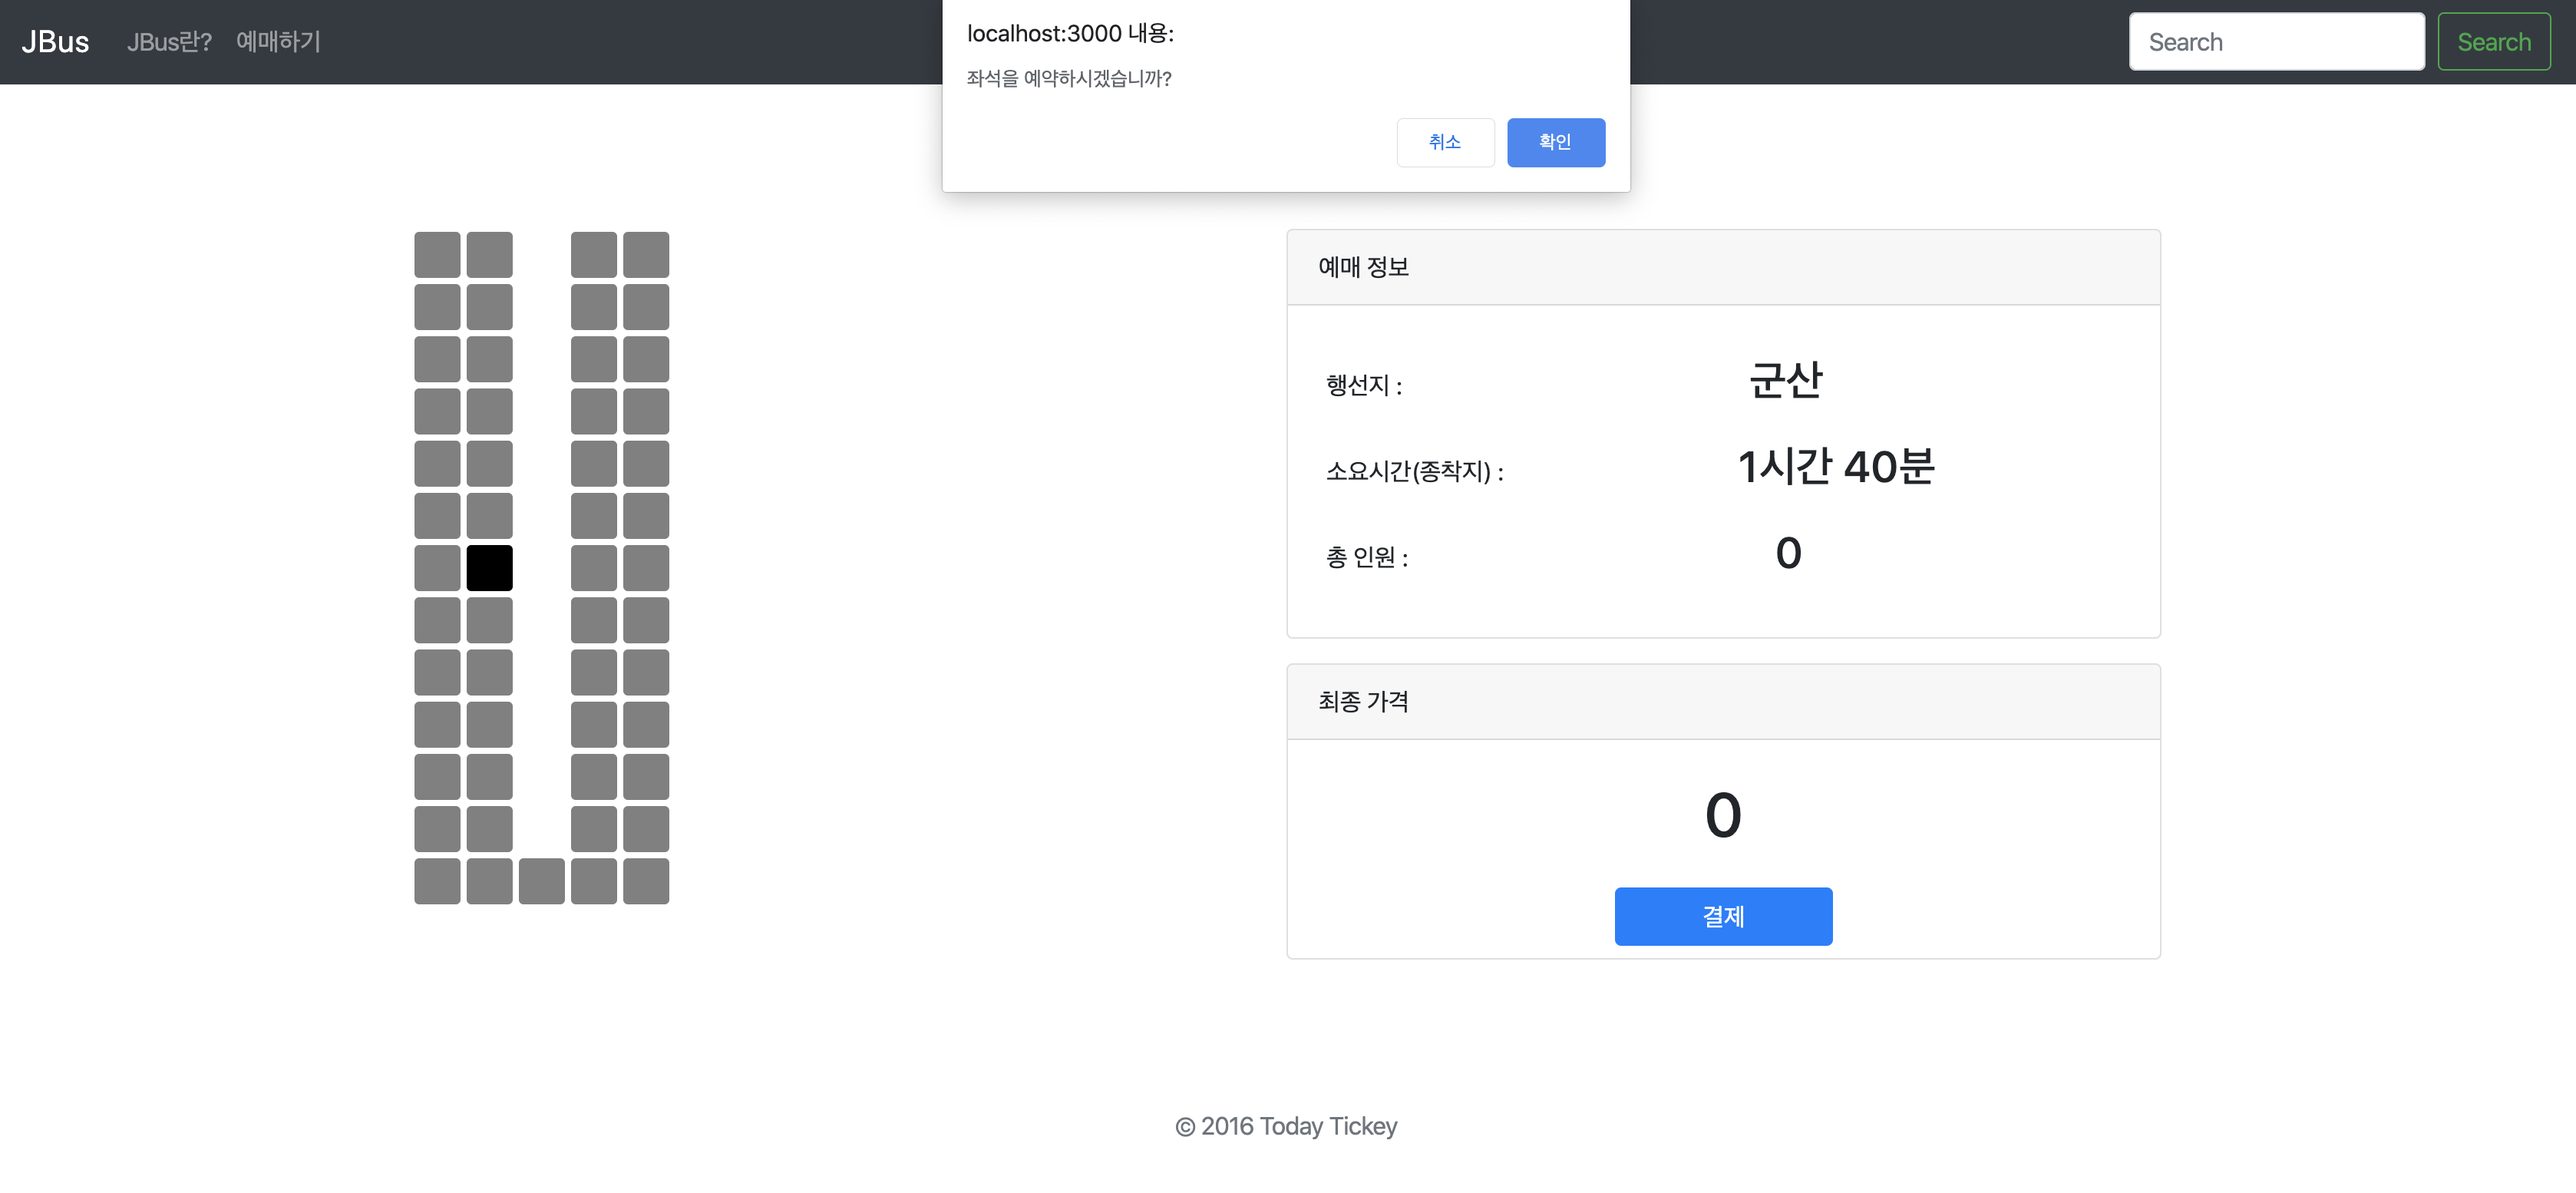 JBus JBus란? 예매하기
localhost:3000 내용:
좌석을 예약하시겠습니까?
취소 확인
Search Search
예매 정보
행선지 : 군산
소요시간(종착지) : 1시간 40분
총 인원 : 0
최종 가격
0
결제
© 2016 Today Tickey